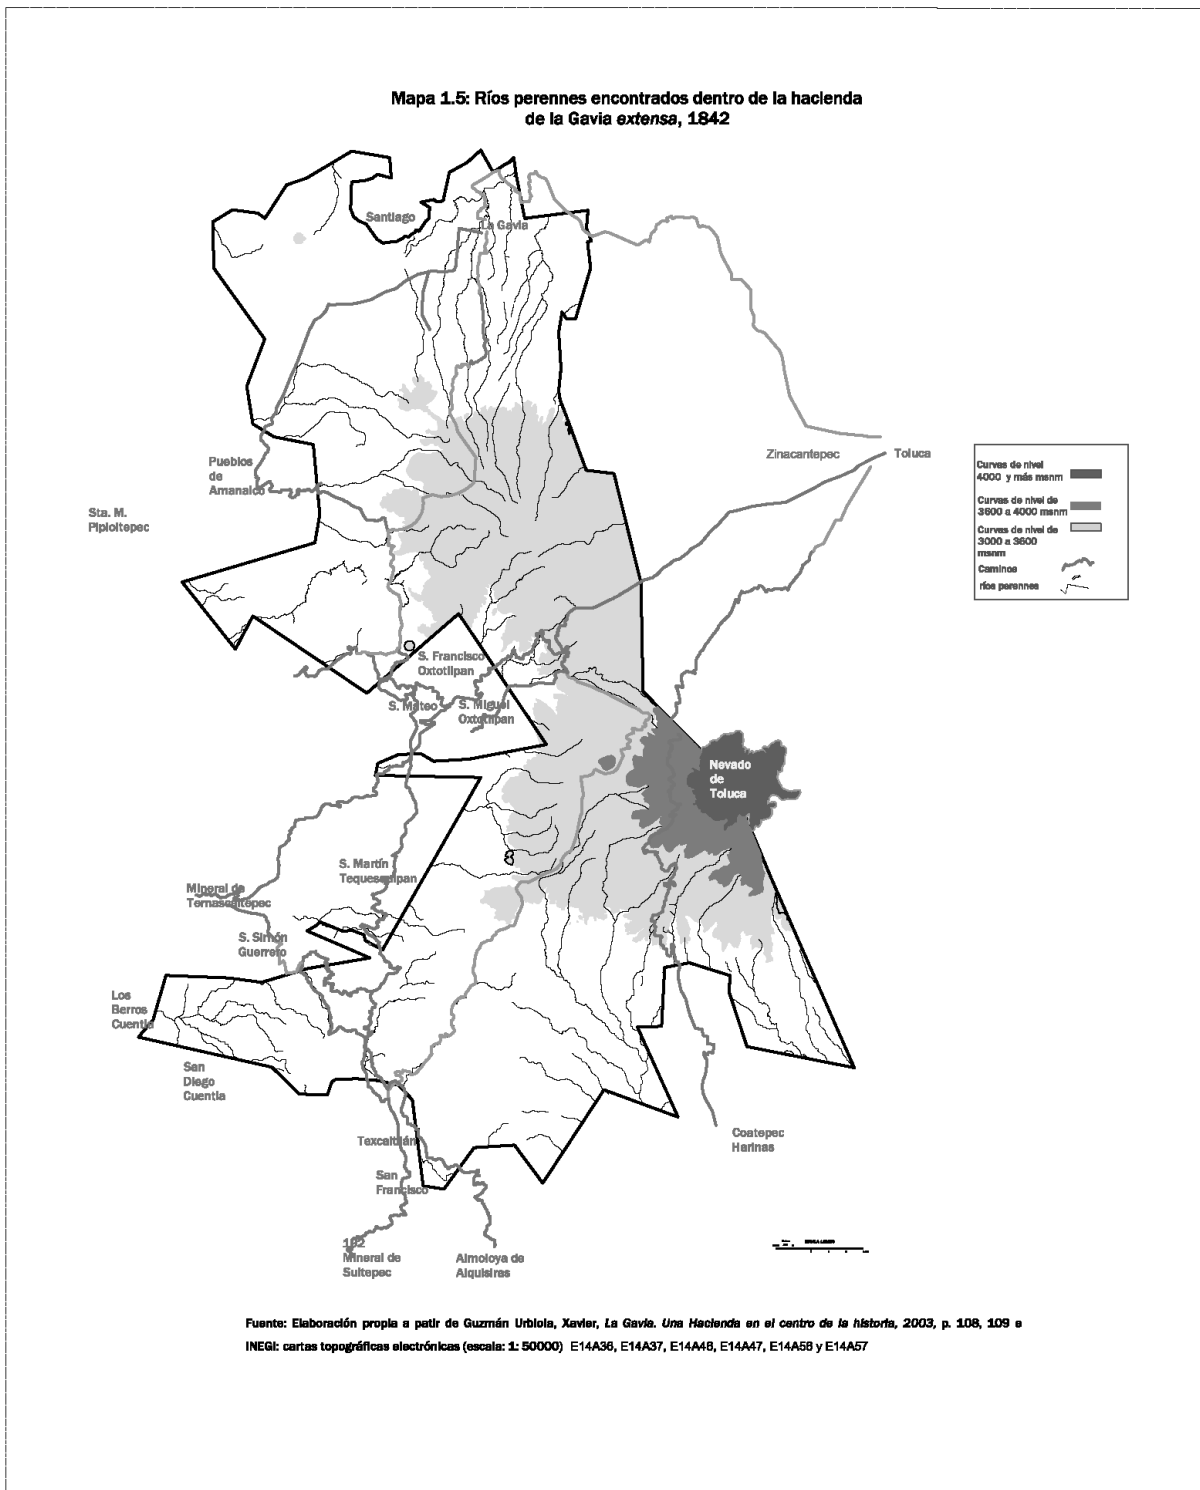 Mapa 1.5: Ríos perennes encontrados dentro de la hacienda
de la Gavia extensa, 1842
Santiago
La Gavia
Zinacantepec
Toluca
Pueblos
de
Amanalco
Sta. M.
Pipioltepec
Curvas de nivel
4000 y más msnm
Curvas de nivel de
3600 a 4000 msnm
Curvas de nivel de
3000 a 3600
msnm
Caminos
ríos perennes
S. Francisco
Oxtotilpan
S. Mateo
S. Miguel
Oxtotilpan
Nevado
de
Toluca
S. Martín
Tequesquipan
Mineral de
Temascaltepec
S. Simón
Guerrero
Los
Berros
Cuentla
San
Diego
Cuentla
Texcaltitlán
San
Francisco
Coatepec
Harinas
192
Mineral de
Sultepec
Almoloya de
Alquisiras
Fuente: Elaboración propia a patir de Guzmán Urbiola, Xavier, La Gavia. Una Hacienda en el centro de la historia, 2003, p. 108, 109 e
INEGI: cartas topográficas electrónicas (escala: 1: 50000) E14A36, E14A37, E14A46, E14A47, E14A56 y E14A57